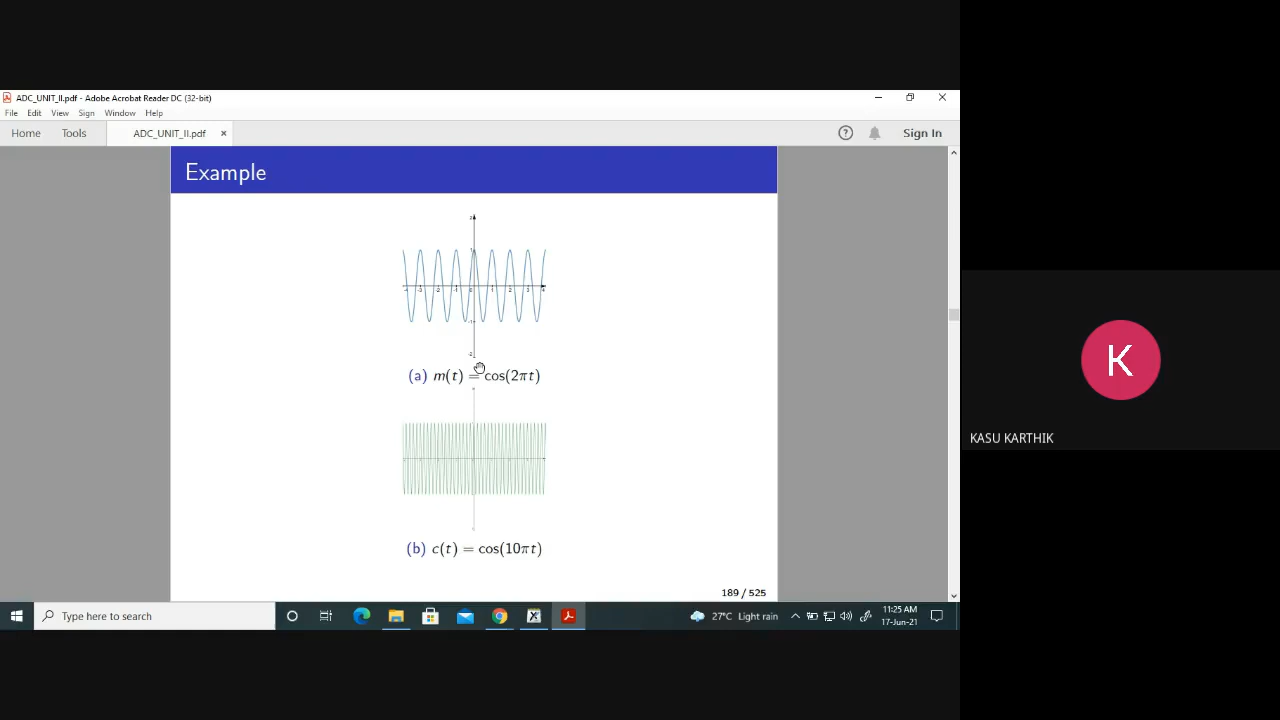 ADC_UNIT_II.pdf - Adobe Acrobat Reader DC (32-bit)
File Edit View Sign Window Help
Home Tools ADC_UNIT_II.pdf × Sign In
Example
(a) m(t) = cos(2πt)
(b) c(t) = cos(10πt)
189 / 525
K
KASU KARTHIK
Type here to search
27°C Light rain
11:25 AM
17-Jun-21